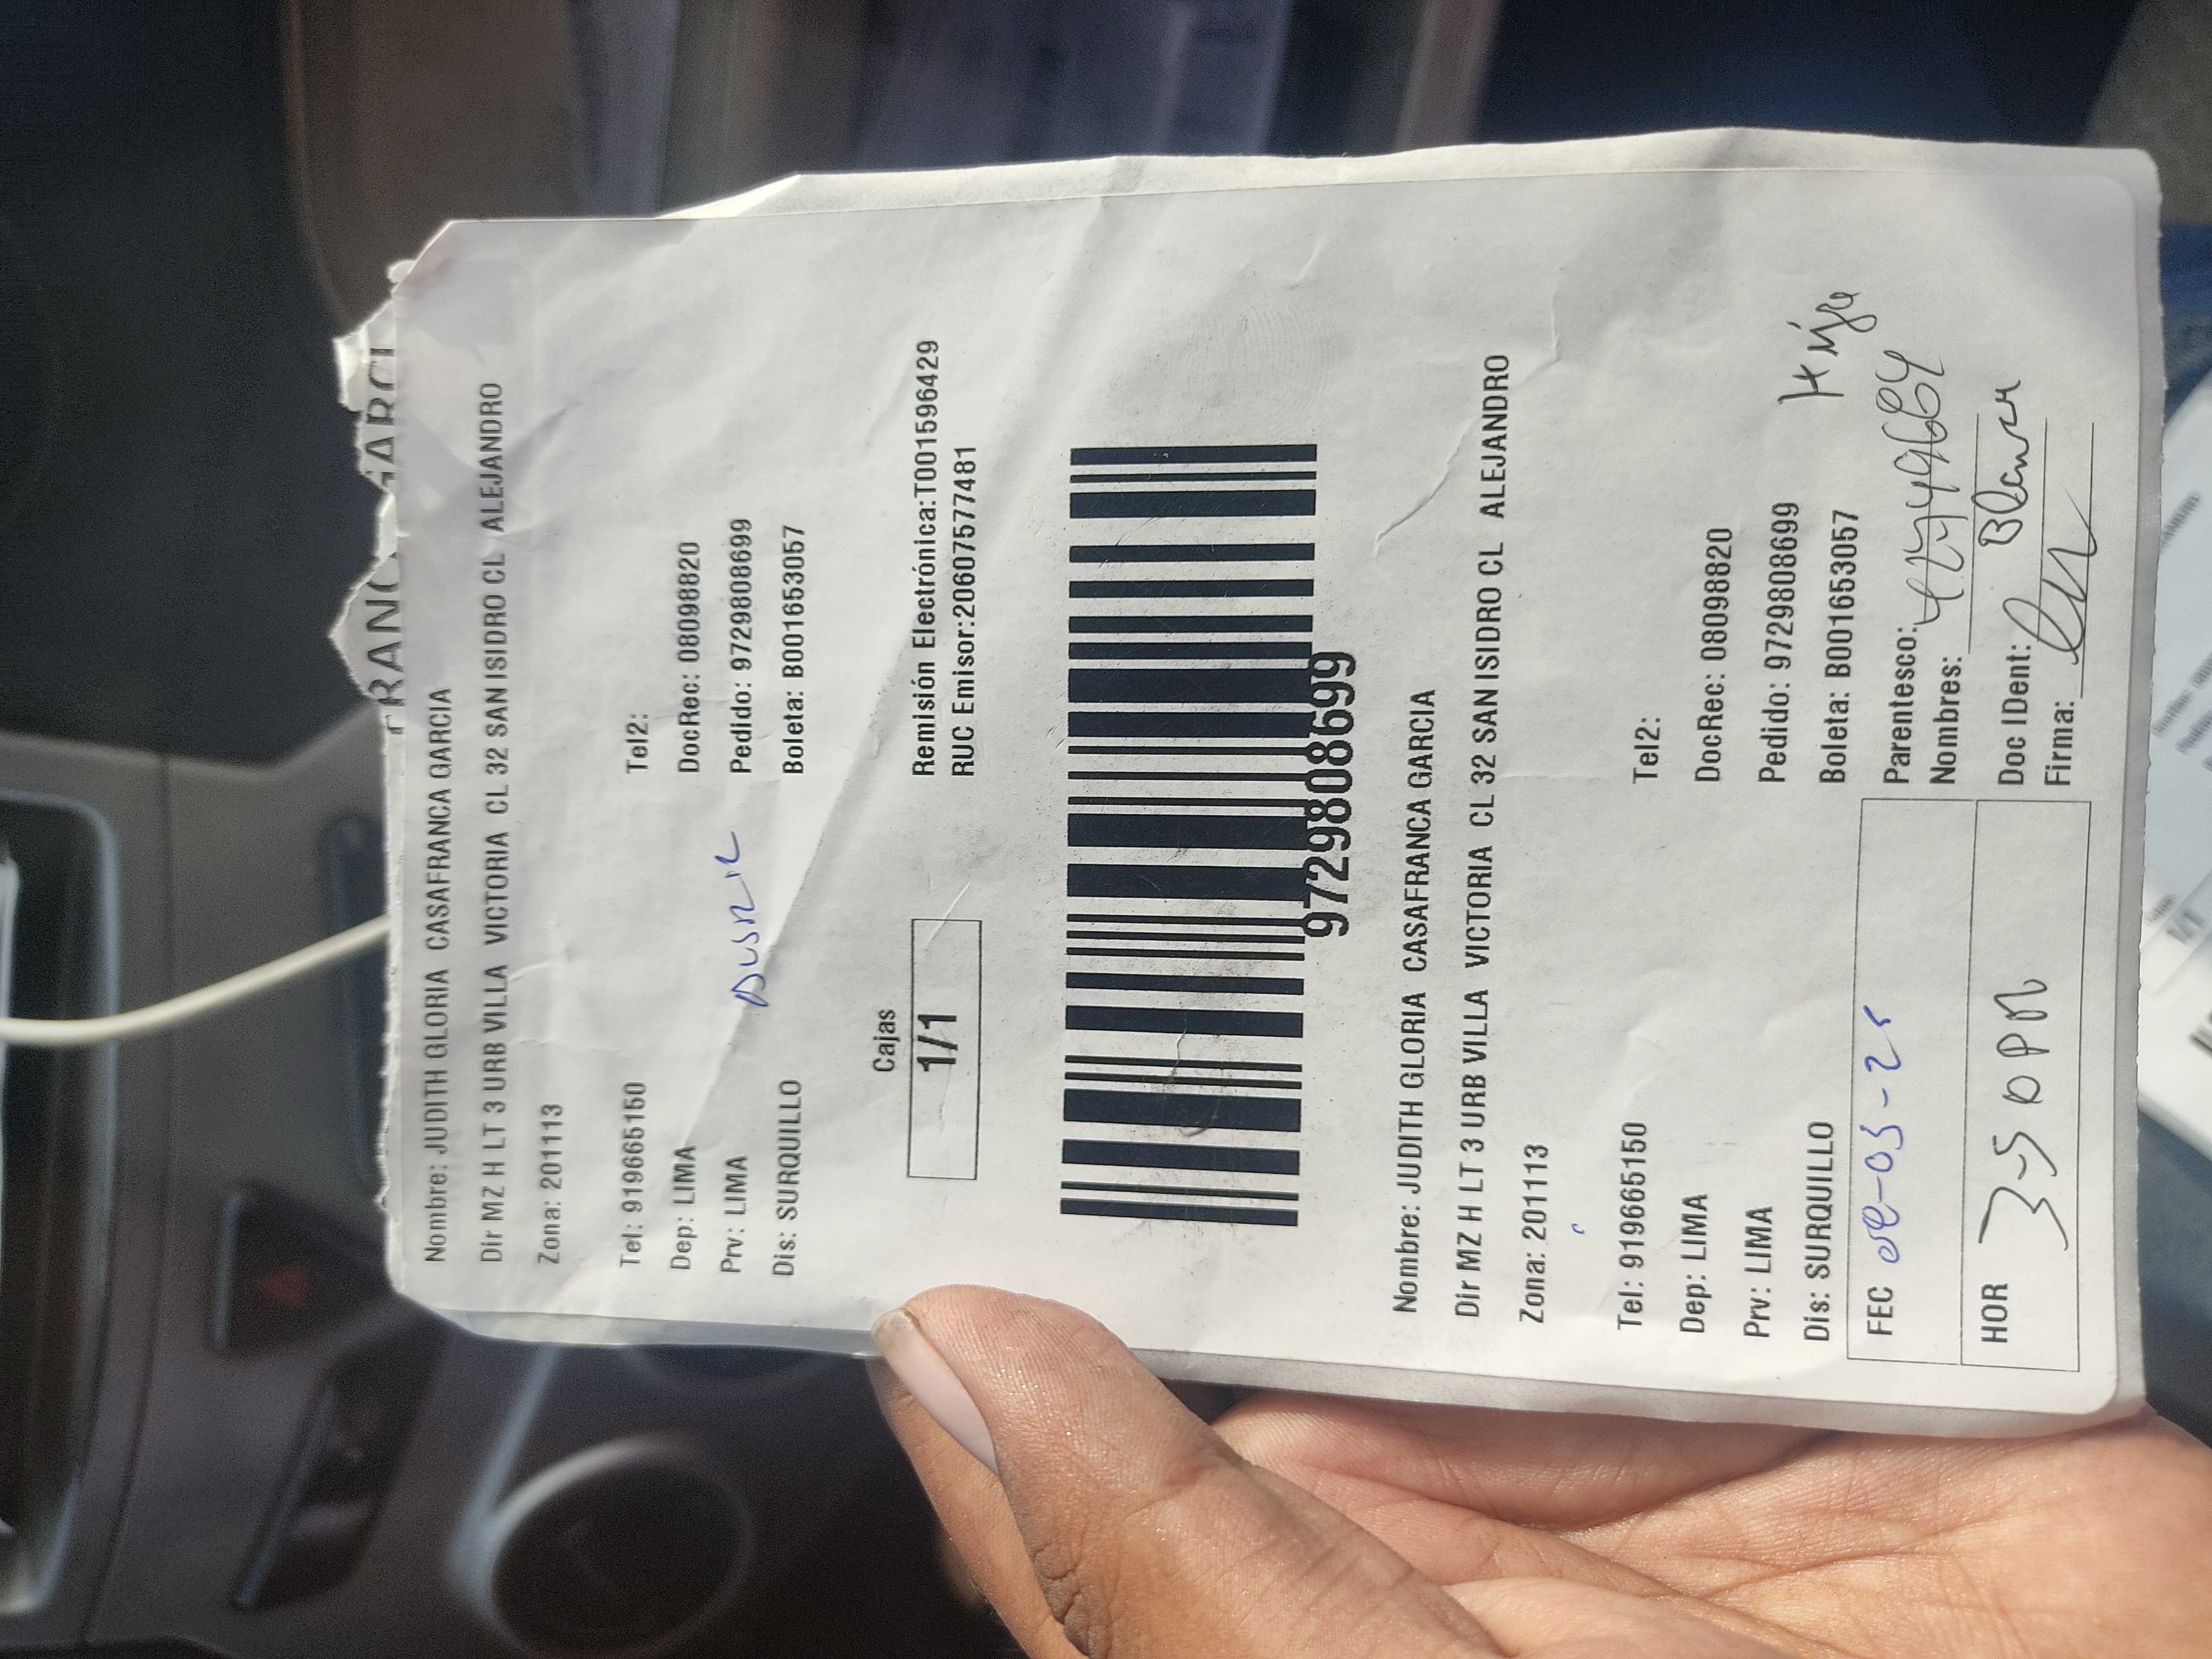 Nombre: JUDITH GLORIA CASAFRANCA GARCIA
Dir MZ H LT 3 URB VILLA VICTORIA CL 32 SAN ISIDRO CL ALEJANDRO
Zona: 201113
Tel: 919665150 Tel2:
Dep: LIMA DocRec: 08098820
Prv: LIMA Pedido: 9729808699
Dis: SURQUILLO Boleta: B001653057
Cajas
1/1
Remisión Electrónica:T001596429
RUC Emisor:20607577481
9729808699
Nombre: JUDITH GLORIA CASAFRANCA GARCIA
Dir MZ H LT 3 URB VILLA VICTORIA CL 32 SAN ISIDRO CL ALEJANDRO
Zona: 201113
Tel: 919665150 Tel2:
Dep: LIMA DocRec: 08098820
Prv: LIMA Pedido: 9729808699
Dis: SURQUILLO Boleta: B001653057
Hija
FEC Parentesco:
Nombres:
HOR 3-50 PM Doc IDent: Blanca
Firma: